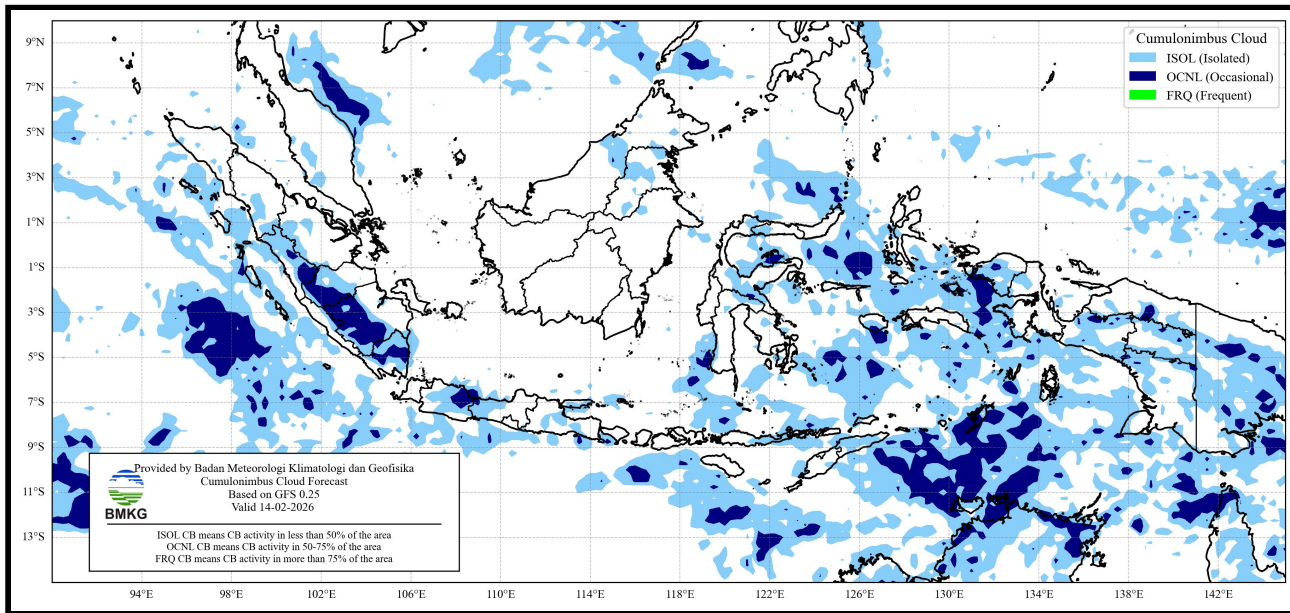 Cumulonimbus Cloud
ISOL (Isolated)
OCNL (Occasional)
FRQ (Frequent)
9°N
7°N
5°N
3°N
1°N
1°S
3°S
5°S
7°S
9°S
11°S
13°S
Provided by Badan Meteorologi Klimatologi dan Geofisika
Cumulonimbus Cloud Forecast
Based on GFS 0.25
Valid 14-02-2026
BMKG
ISOL CB means CB activity in less than 50% of the area
OCNL CB means CB activity in 50-75% of the area
FRQ CB means CB activity in more than 75% of the area
94°E 98°E 102°E 106°E 110°E 114°E 118°E 122°E 126°E 130°E 134°E 138°E 142°E